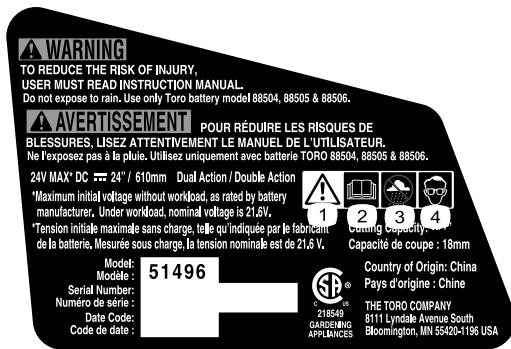 WARNING
TO REDUCE THE RISK OF INJURY,
USER MUST READ INSTRUCTION MANUAL.
Do not expose to rain. Use only Toro battery model 88504, 88505 & 88506.
AVERTISSEMENT POUR RÉDUIRE LES RISQUES DE
BLESSURES, LISEZ ATTENTIVEMENT LE MANUEL DE L'UTILISATEUR.
Ne l'exposez pas à la pluie. Utilisez uniquement avec batterie TORO 88504, 88505 & 88506.
24V MAX* DC 24" / 610mm Dual Action / Double Action
*Maximum initial voltage without workload, as rated by battery
manufacturer. Under workload, nominal voltage is 21.6V.
*Tension initiale maximale sans charge, telle qu'indiquée par le fabricant
de la batterie. Mesurée sous charge, la tension nominale est de 21.6 V.
1 2 3 4
Cutting Capacity:
Capacité de coupe : 18mm
Model:
Modèle :
51496
Serial Number:
Numéro de série :
Date Code:
Code de date :
SA
®
C US
218549
GARDENING
APPLIANCES
Country of Origin: China
Pays d'origine : Chine
THE TORO COMPANY
8111 Lyndale Avenue South
Bloomington, MN 55420-1196 USA